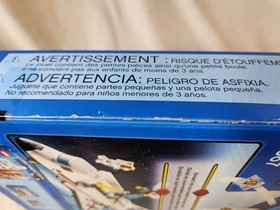 AVERTISSEMENT : RISQUE D'ÉTOUFFEM
Le jouet contient des petites pièces ainsi qu'une petite boule.
Il ne convient pas aux enfants de moins de 3 ans.
ADVERTENCIA: PELIGRO DE ASFIXIA.
Juguete que contiene partes pequeñas y una pelota pequeña.
No recomendado para niños menores de 3 años.